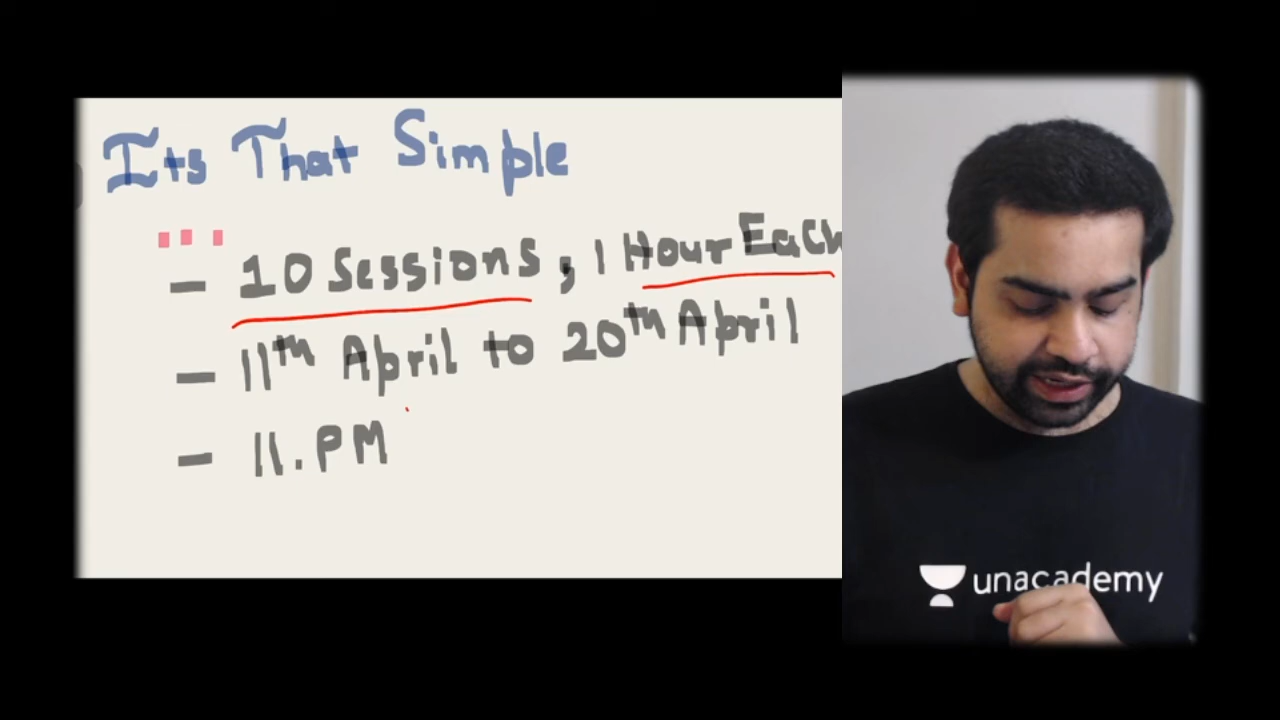 Its That Simple
- 10 Sessions, 1 Hour Each
- 11th April to 20th April
- 11.PM
unacademy